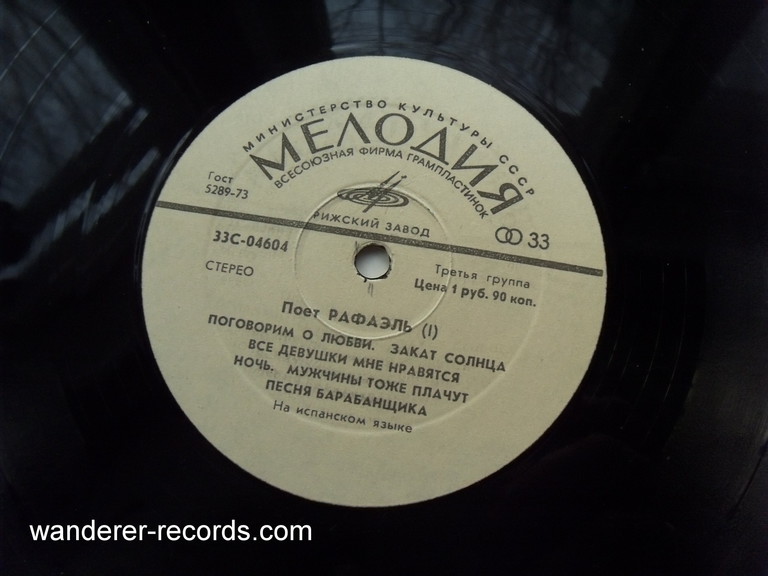 МИНИСТЕРСТВО КУЛЬТУРЫ СССР
МЕЛОДИЯ
ВСЕСОЮЗНАЯ ФИРМА ГРАМПЛАСТИНОК
Гост
5289-73
РИЖСКИЙ ЗАВОД
33
33С-04604
СТЕРЕО
Третья группа
Цена 1 руб. 90 коп.
Поет РАФАЭЛЬ (I)
ПОГОВОРИМ О ЛЮБВИ. ЗАКАТ СОЛНЦА
ВСЕ ДЕВУШКИ МНЕ НРАВЯТСЯ
НОЧЬ. МУЖЧИНЫ ТОЖЕ ПЛАЧУТ
ПЕСНЯ БАРАБАНЩИКА
На испанском языке
wanderer-records.com